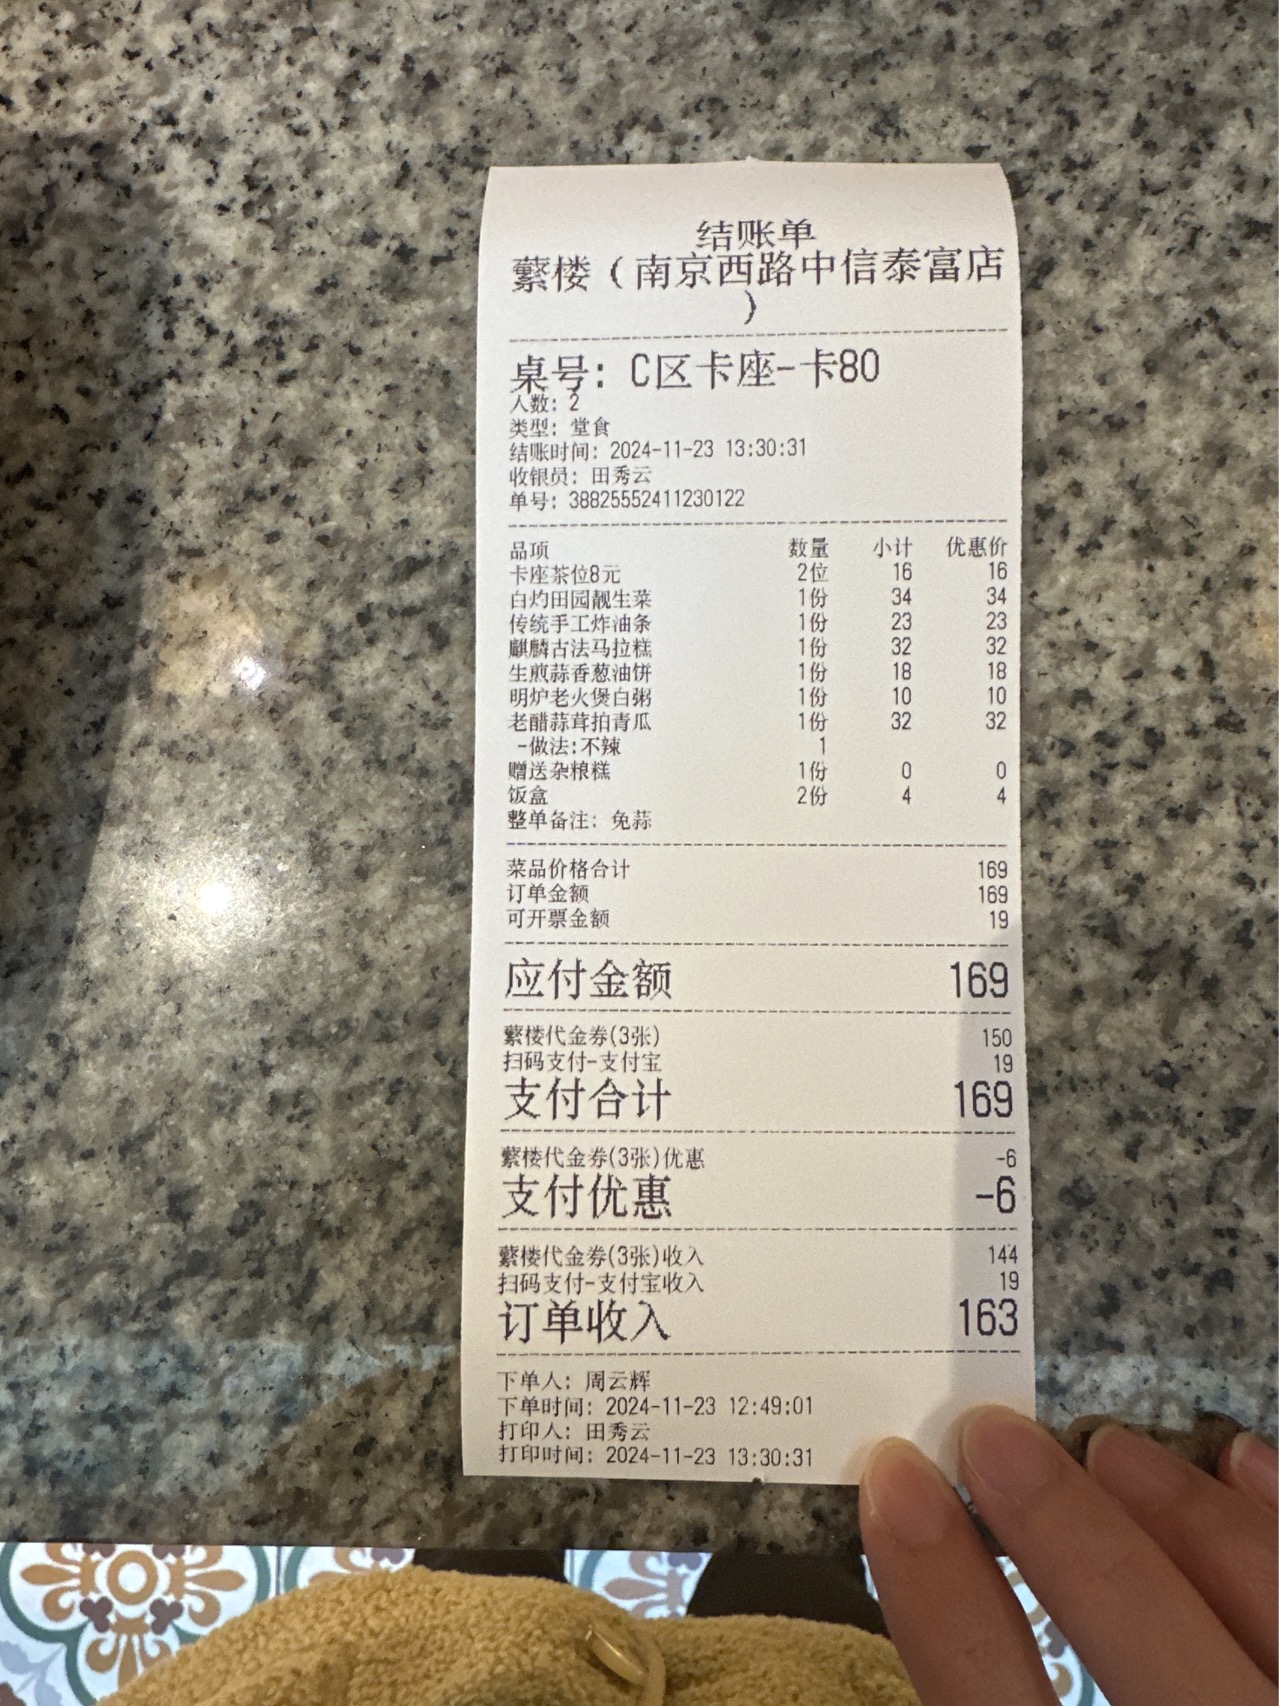 结账单
蘩楼（南京西路中信泰富店
）
桌号: C区卡座-卡80
人数: 2
类型: 堂食
结账时间: 2024-11-23 13:30:31
收银员: 田秀云
单号: 38825552411230122
品项 数量 小计 优惠价
卡座茶位8元 2位 16 16
白灼田园靓生菜 1份 34 34
传统手工炸油条 1份 23 23
麒麟古法马拉糕 1份 32 32
生煎蒜香葱油饼 1份 18 18
明炉老火煲白粥 1份 10 10
老醋蒜茸拍青瓜 1份 32 32
-做法:不辣 1
赠送杂粮糕 1份 0 0
饭盒 2份 4 4
整单备注: 免蒜
菜品价格合计 169
订单金额 169
可开票金额 19
应付金额 169
蘩楼代金券(3张) 150
扫码支付-支付宝 19
支付合计 169
蘩楼代金券(3张)优惠 -6
支付优惠 -6
蘩楼代金券(3张)收入 144
扫码支付-支付宝收入 19
订单收入 163
下单人: 周云辉
下单时间: 2024-11-23 12:49:01
打印人: 田秀云
打印时间: 2024-11-23 13:30:31